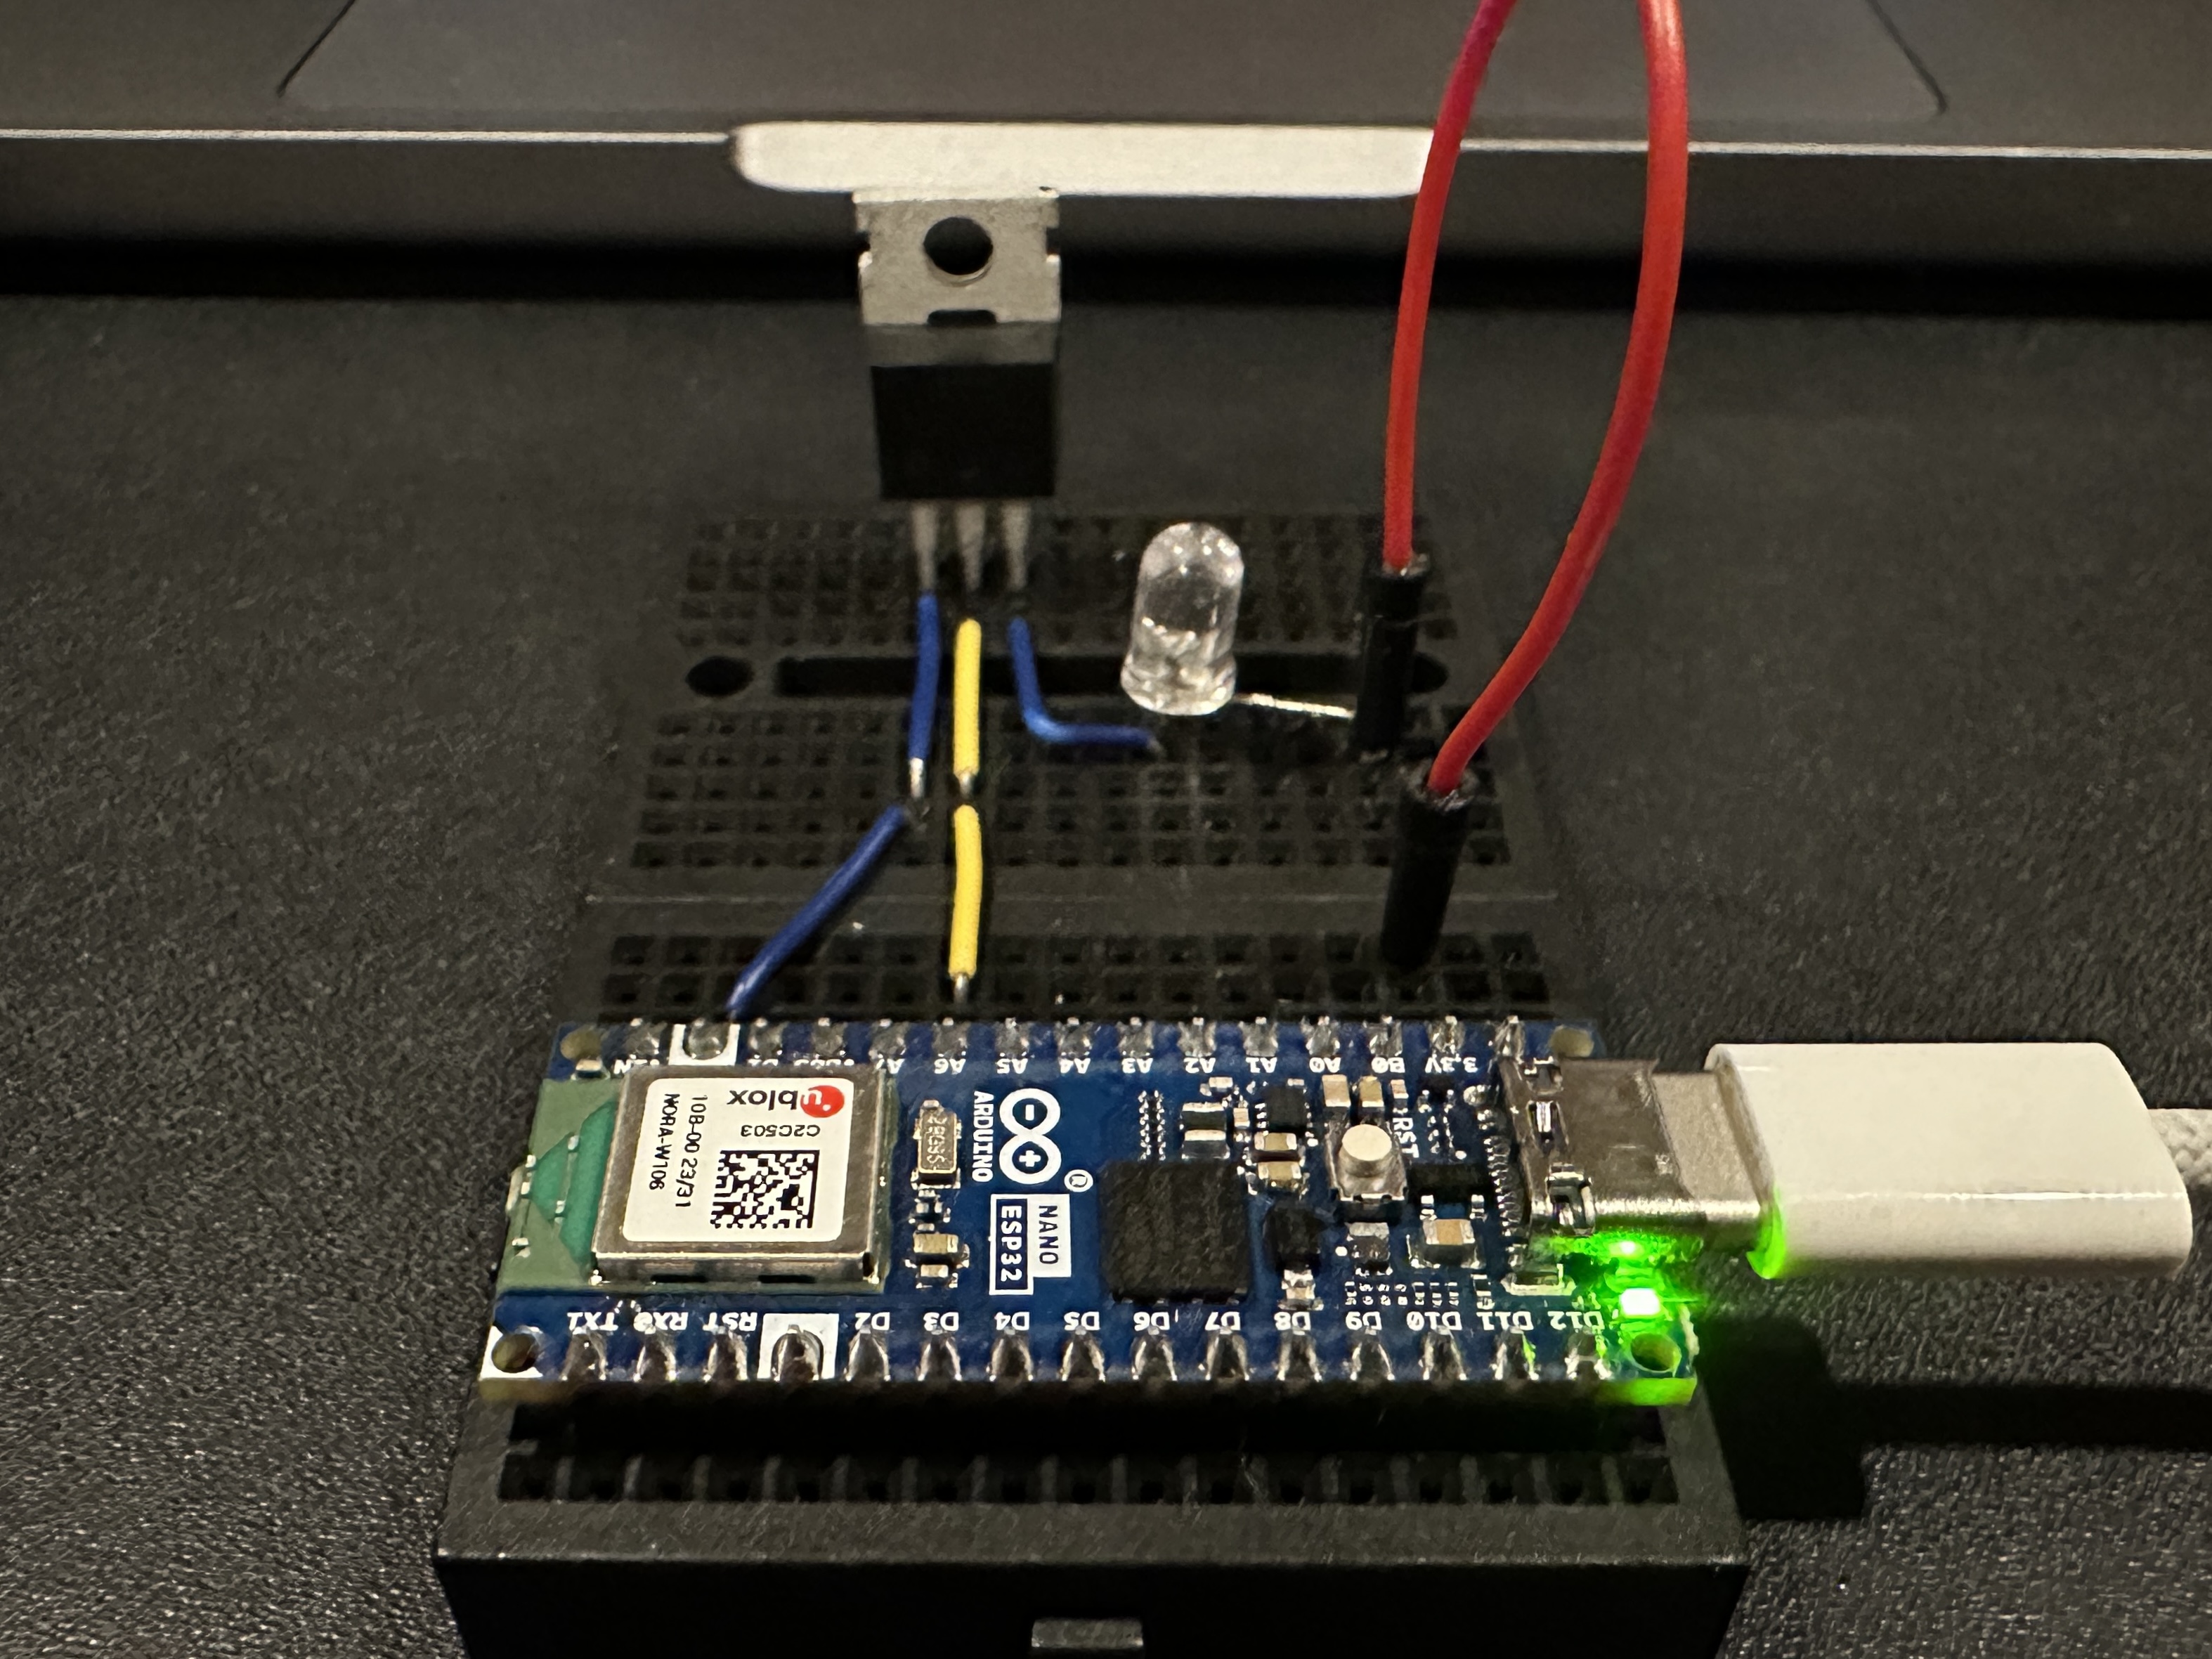 VIN
A7
A6
A5
A4
A3
A2
A1
A0
B0
3.3V
ublox
C2C503
10B-00 23/31
NORA-W106
ARDUINO
®
NANO
ESP32
RST
TX1
RX0
RST
D2
D3
D4
D5
D6
D7
D8
D9
D10
D11
D12